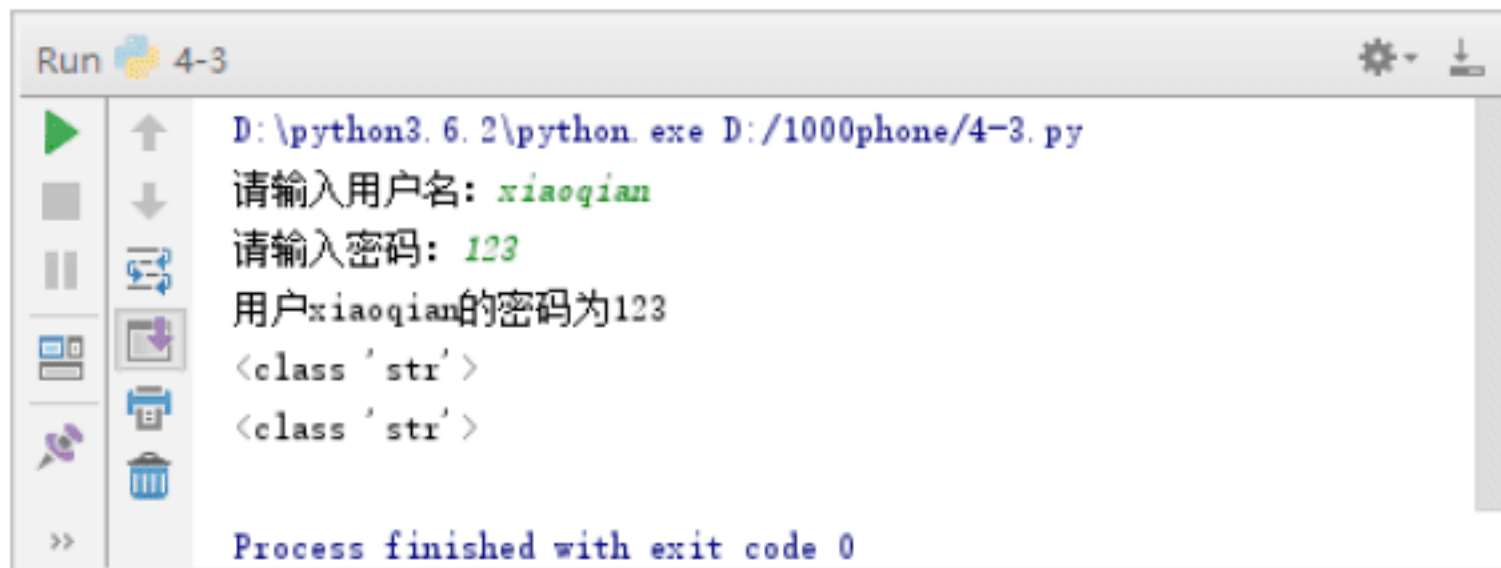 Run 4-3
D:\python3.6.2\python.exe D:/1000phone/4-3.py
请输入用户名：xiaoqian
请输入密码：123
用户xiaoqian的密码为123
<class 'str'>
<class 'str'>
Process finished with exit code 0